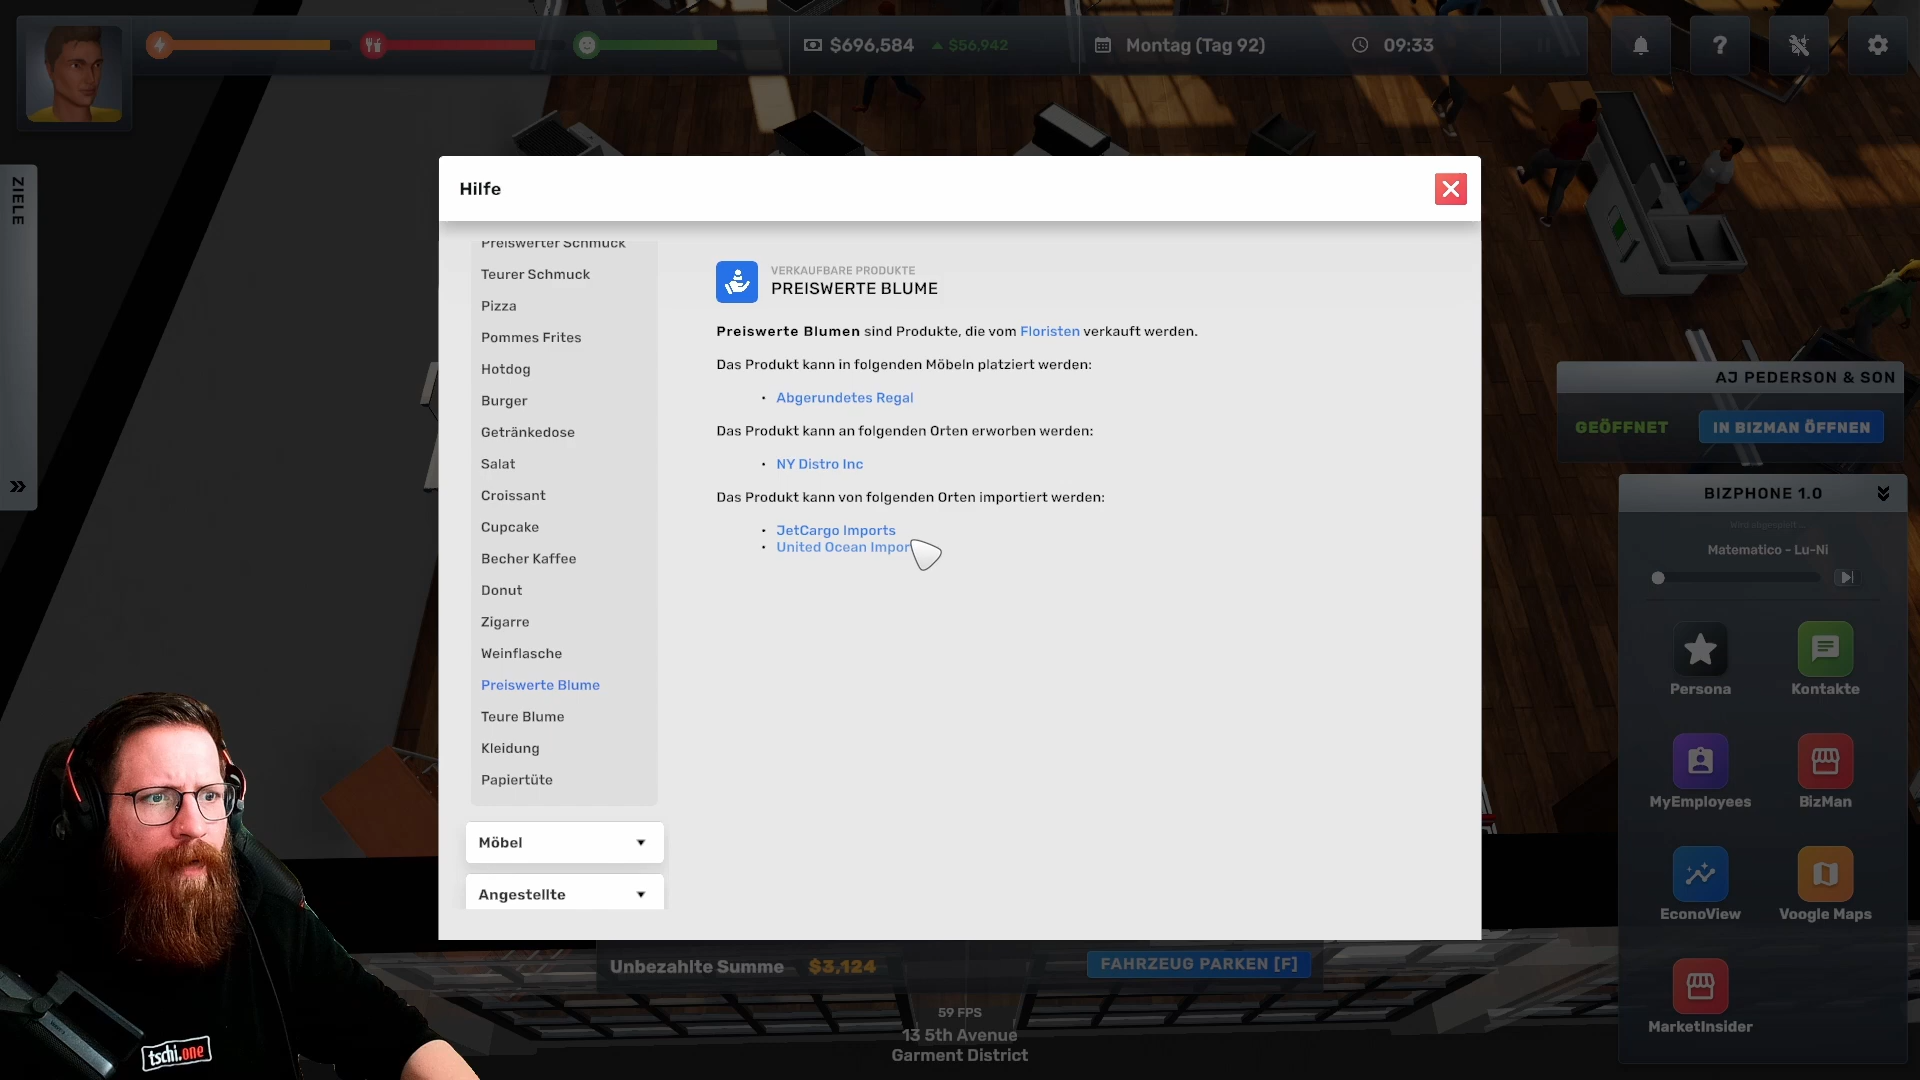 $696,584
$56,942
Montag (Tag 92)
09:33
?
ZIELE
Hilfe
Preiswerter Schmuck
Teurer Schmuck
Pizza
Pommes Frites
Hotdog
Burger
Getränkedose
Salat
Croissant
Cupcake
Becher Kaffee
Donut
Zigarre
Weinflasche
Preiswerte Blume
Teure Blume
Kleidung
Papiertüte
Möbel
Angestellte
VERKAUFBARE PRODUKTE
PREISWERTE BLUME
Preiswerte Blumen sind Produkte, die vom Floristen verkauft werden.
Das Produkt kann in folgenden Möbeln platziert werden:
• Abgerundetes Regal
Das Produkt kann an folgenden Orten erworben werden:
• NY Distro Inc
Das Produkt kann von folgenden Orten importiert werden:
• JetCargo Imports
• United Ocean Impor
AJ PEDERSON & SON
GEÖFFNET
IN BIZMAN ÖFFNEN
BIZPHONE 1.0
Wird abgespielt ...
Matematico - Lu-Ni
Persona
Kontakte
MyEmployees
BizMan
EconoView
Voogle Maps
MarketInsider
Unbezahlte Summe $3,124
FAHRZEUG PARKEN [F]
59 FPS
13 5th Avenue
Garment District
tschi.one